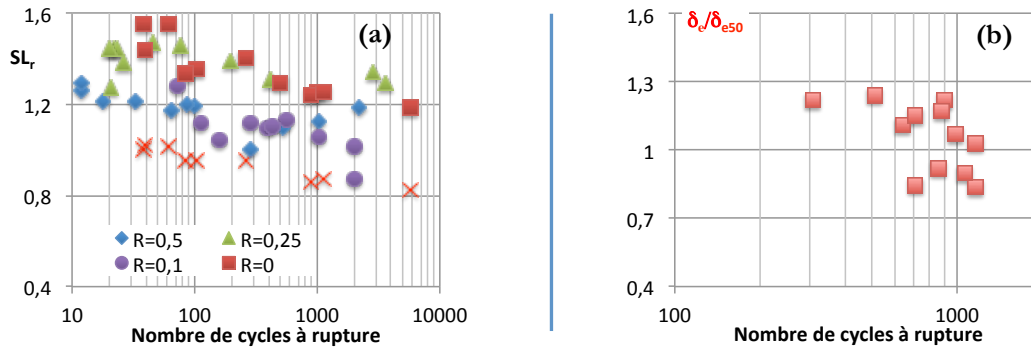 1,6
(a)
SLr
1,2
0,8
R=0,5
R=0,25
R=0,1
R=0
0,4
10
100
1000
10000
Nombre de cycles à rupture
1,6
δe/δe50
(b)
1,3
1
0,7
0,4
100
1000
Nombre de cycles à rupture